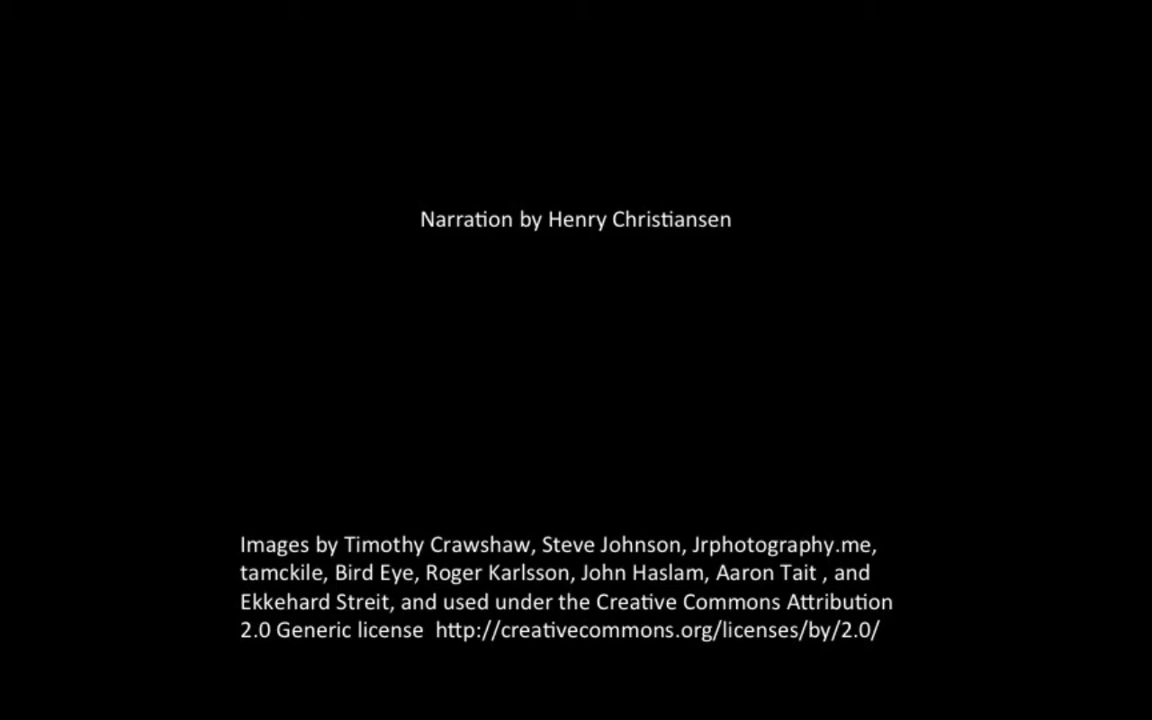 Narration by Henry Christiansen
Images by Timothy Crawshaw, Steve Johnson, Jrphotography.me,
tamckile, Bird Eye, Roger Karlsson, John Haslam, Aaron Tait , and
Ekkehard Streit, and used under the Creative Commons Attribution
2.0 Generic license  http://creativecommons.org/licenses/by/2.0/